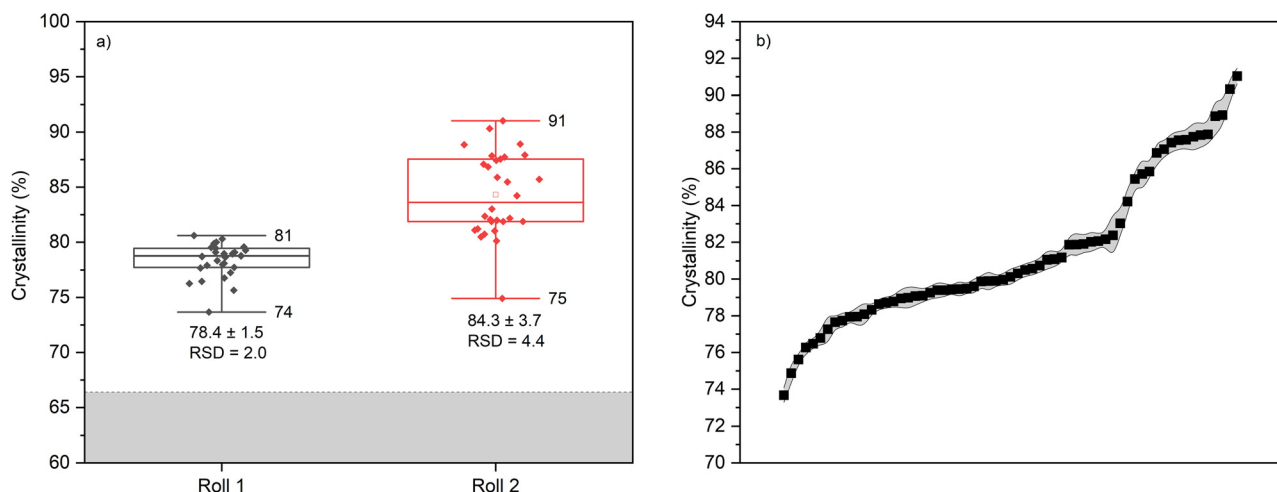 a)
Crystallinity (%)
100
95
90
85
80
75
70
65
60
81
74
78.4 ± 1.5
RSD = 2.0
91
75
84.3 ± 3.7
RSD = 4.4
Roll 1
Roll 2
b)
Crystallinity (%)
94
92
90
88
86
84
82
80
78
76
74
72
70